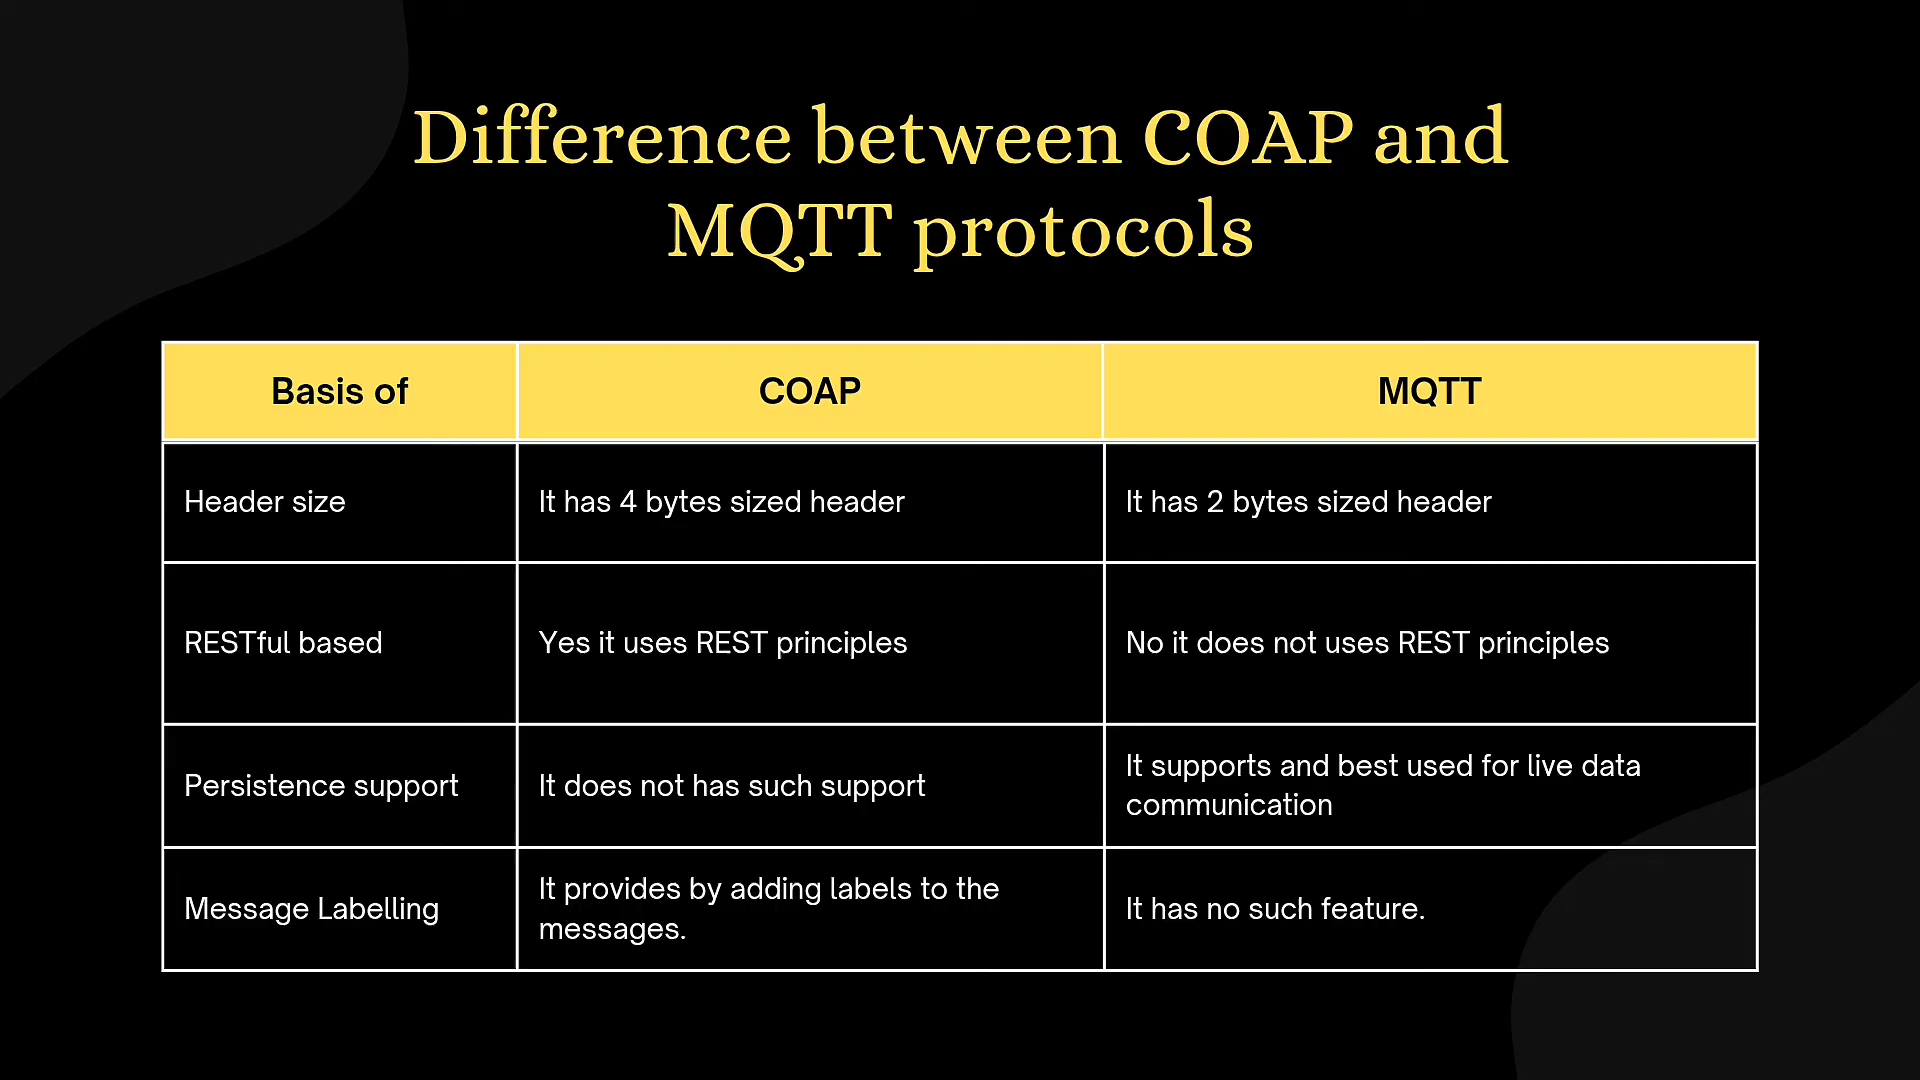 Difference between COAP and
MQTT protocols
Basis of
COAP
MQTT
Header size
It has 4 bytes sized header
It has 2 bytes sized header
RESTful based
Yes it uses REST principles
No it does not uses REST principles
Persistence support
It does not has such support
It supports and best used for live data
communication
Message Labelling
It provides by adding labels to the
messages.
It has no such feature.